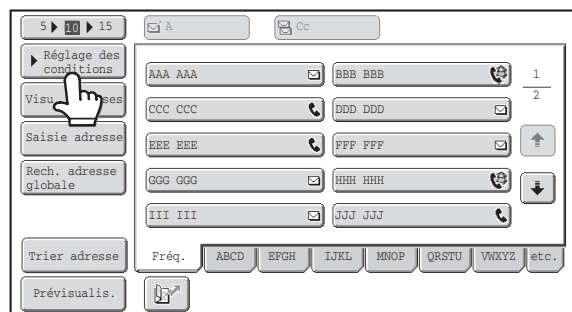 5 10 15
A
Cc
Réglage des
conditions
AAA AAA
BBB BBB
1
2
Visu ses
CCC CCC
DDD DDD
Saisie adresse
EEE EEE
FFF FFF
Rech. adresse
globale
GGG GGG
HHH HHH
III III
JJJ JJJ
Trier adresse
Fréq. ABCD EFGH IJKL MNOP QRSTU VWXYZ etc.
Prévisualis.